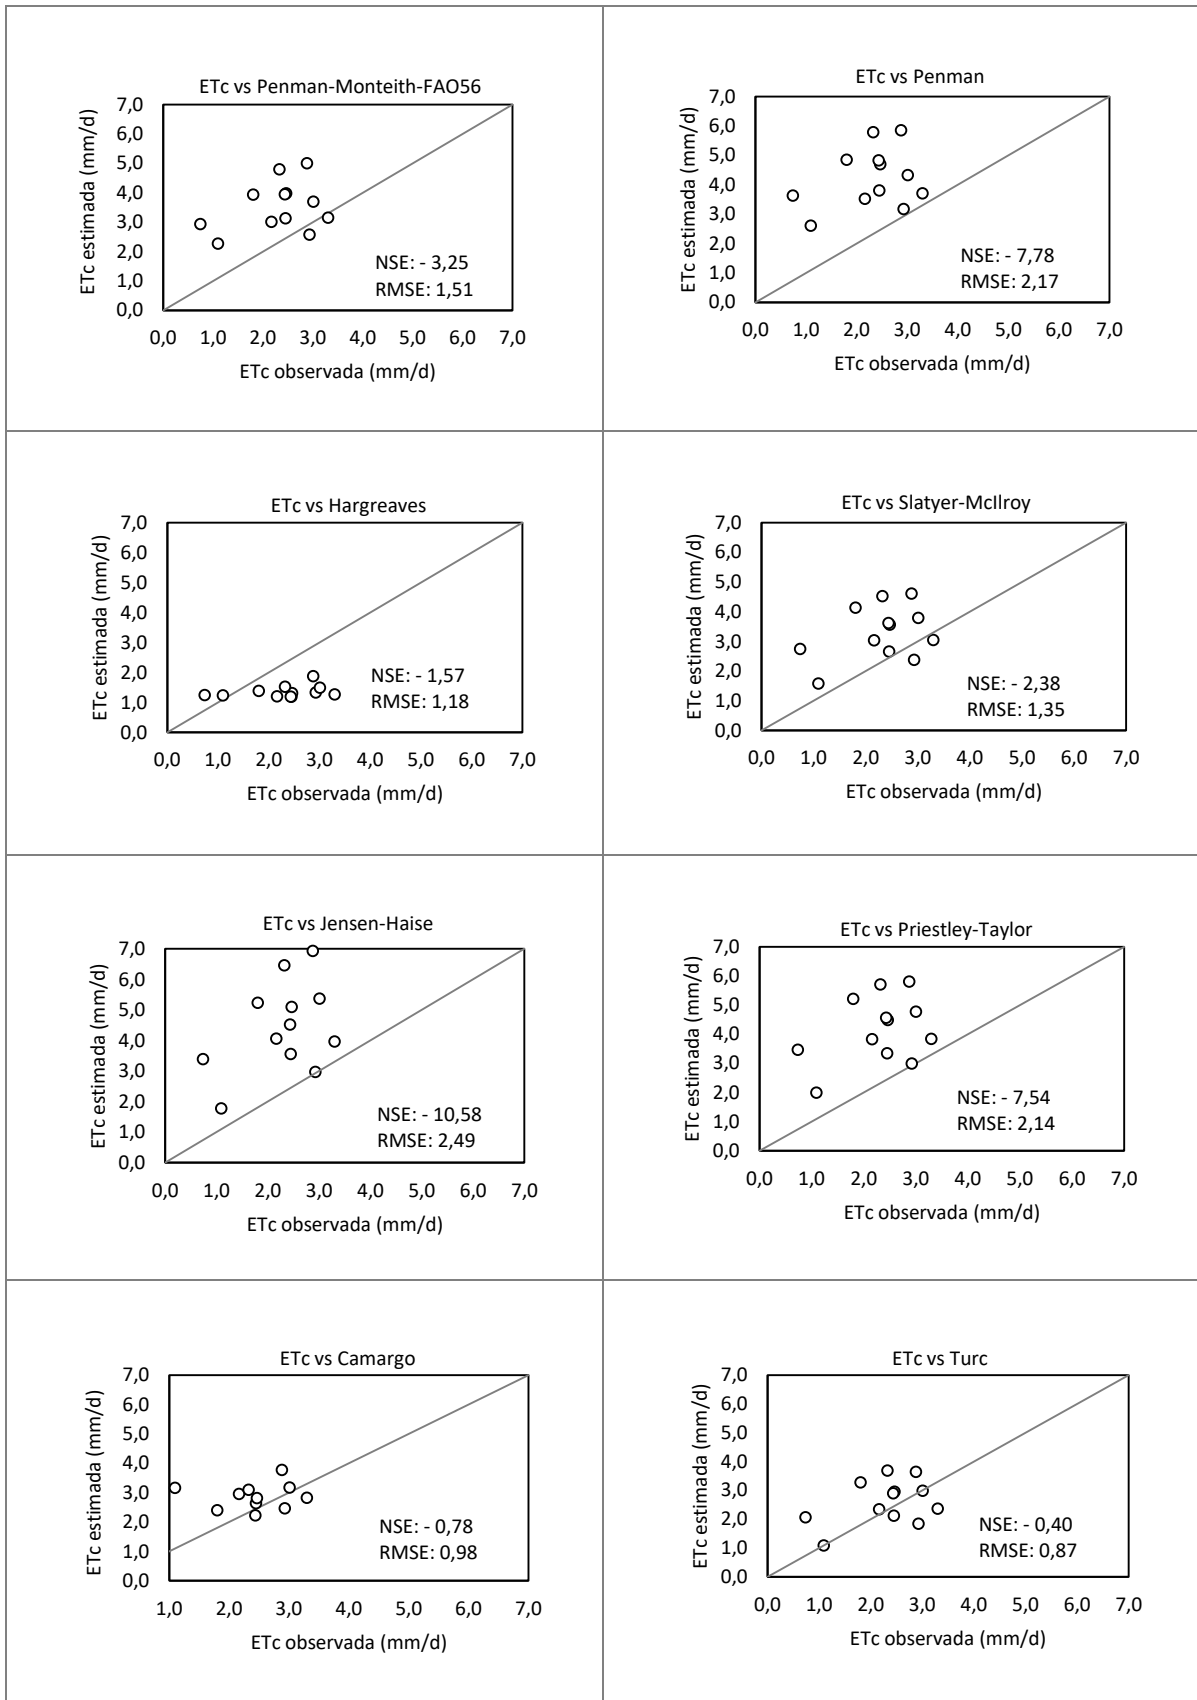 ETc vs Penman-Monteith-FAO56
ETc estimada (mm/d)
7,0
6,0
5,0
4,0
3,0
2,0
1,0
0,0
NSE: - 3,25
RMSE: 1,51
0,0 1,0 2,0 3,0 4,0 5,0 6,0 7,0
ETc observada (mm/d)
ETc vs Penman
ETc estimada (mm/d)
7,0
6,0
5,0
4,0
3,0
2,0
1,0
0,0
NSE: - 7,78
RMSE: 2,17
0,0 1,0 2,0 3,0 4,0 5,0 6,0 7,0
ETc observada (mm/d)
ETc vs Hargreaves
ETc estimada (mm/d)
7,0
6,0
5,0
4,0
3,0
2,0
1,0
0,0
NSE: - 1,57
RMSE: 1,18
0,0 1,0 2,0 3,0 4,0 5,0 6,0 7,0
ETc observada (mm/d)
ETc vs Slatyer-McIlroy
ETc estimada (mm/d)
7,0
6,0
5,0
4,0
3,0
2,0
1,0
0,0
NSE: - 2,38
RMSE: 1,35
0,0 1,0 2,0 3,0 4,0 5,0 6,0 7,0
ETc observada (mm/d)
ETc vs Jensen-Haise
ETc estimada (mm/d)
7,0
6,0
5,0
4,0
3,0
2,0
1,0
0,0
NSE: - 10,58
RMSE: 2,49
0,0 1,0 2,0 3,0 4,0 5,0 6,0 7,0
ETc observada (mm/d)
ETc vs Priestley-Taylor
ETc estimada (mm/d)
7,0
6,0
5,0
4,0
3,0
2,0
1,0
0,0
NSE: - 7,54
RMSE: 2,14
0,0 1,0 2,0 3,0 4,0 5,0 6,0 7,0
ETc observada (mm/d)
ETc vs Camargo
ETc estimada (mm/d)
7,0
6,0
5,0
4,0
3,0
2,0
1,0
0,0
NSE: - 0,78
RMSE: 0,98
1,0 2,0 3,0 4,0 5,0 6,0 7,0
ETc observada (mm/d)
ETc vs Turc
ETc estimada (mm/d)
7,0
6,0
5,0
4,0
3,0
2,0
1,0
0,0
NSE: - 0,40
RMSE: 0,87
0,0 1,0 2,0 3,0 4,0 5,0 6,0 7,0
ETc observada (mm/d)